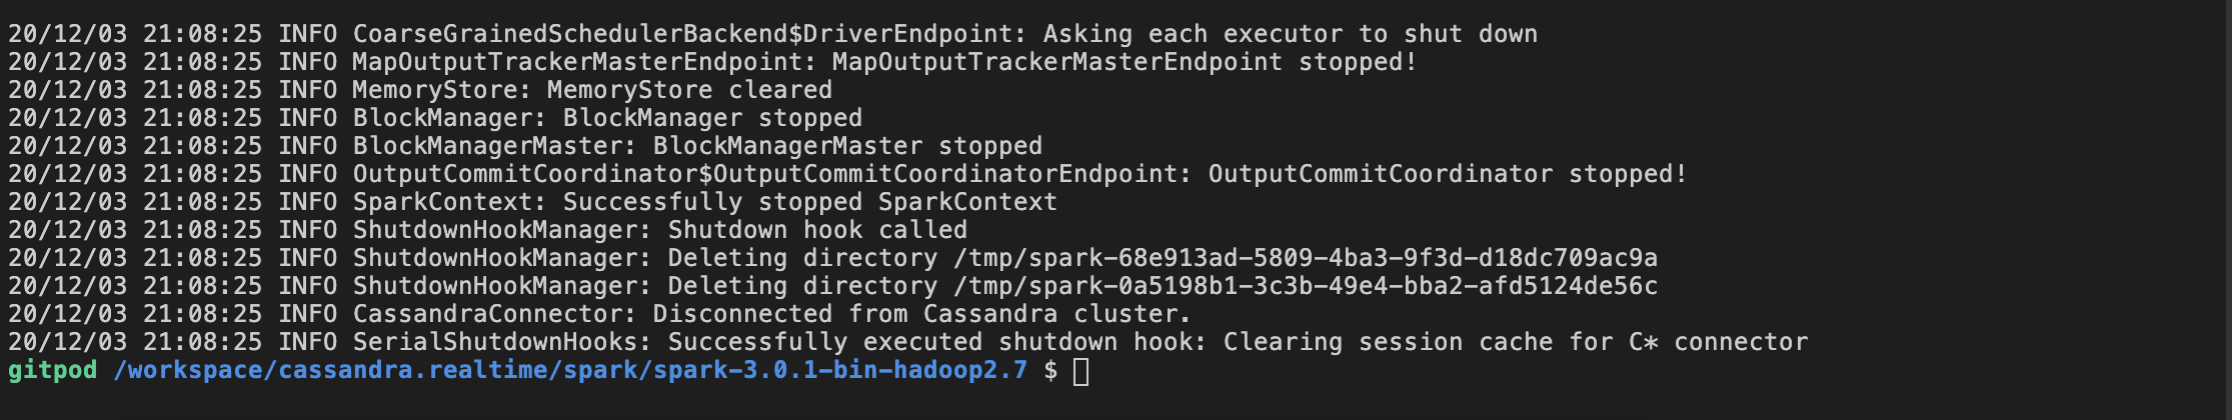 20/12/03 21:08:25 INFO CoarseGrainedSchedulerBackend$DriverEndpoint: Asking each executor to shut down
20/12/03 21:08:25 INFO MapOutputTrackerMasterEndpoint: MapOutputTrackerMasterEndpoint stopped!
20/12/03 21:08:25 INFO MemoryStore: MemoryStore cleared
20/12/03 21:08:25 INFO BlockManager: BlockManager stopped
20/12/03 21:08:25 INFO BlockManagerMaster: BlockManagerMaster stopped
20/12/03 21:08:25 INFO OutputCommitCoordinator$OutputCommitCoordinatorEndpoint: OutputCommitCoordinator stopped!
20/12/03 21:08:25 INFO SparkContext: Successfully stopped SparkContext
20/12/03 21:08:25 INFO ShutdownHookManager: Shutdown hook called
20/12/03 21:08:25 INFO ShutdownHookManager: Deleting directory /tmp/spark-68e913ad-5809-4ba3-9f3d-d18dc709ac9a
20/12/03 21:08:25 INFO ShutdownHookManager: Deleting directory /tmp/spark-0a5198b1-3c3b-49e4-bba2-afd5124de56c
20/12/03 21:08:25 INFO CassandraConnector: Disconnected from Cassandra cluster.
20/12/03 21:08:25 INFO SerialShutdownHooks: Successfully executed shutdown hook: Clearing session cache for C* connector
gitpod /workspace/cassandra.realtime/spark/spark-3.0.1-bin-hadoop2.7 $